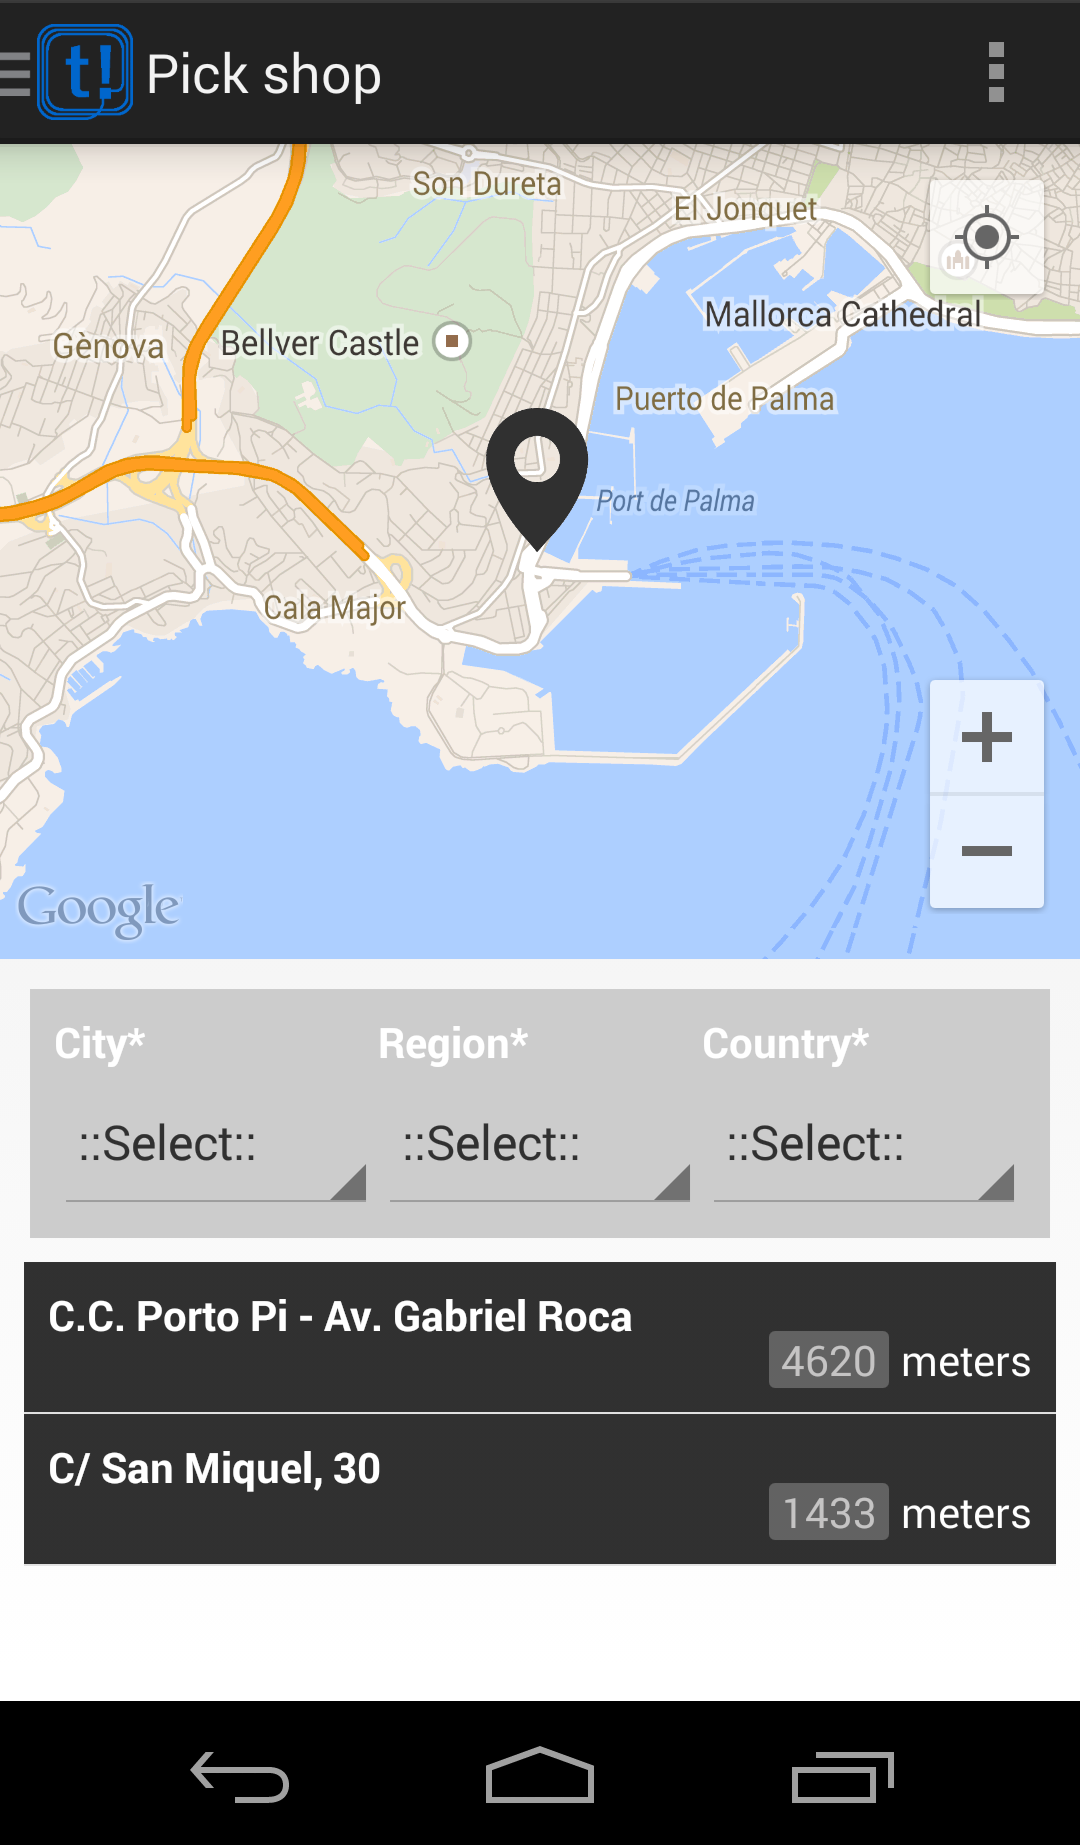 t! Pick shop
Son Dureta
El Jonquet
Mallorca Cathedral
Gènova
Bellver Castle
Puerto de Palma
Port de Palma
Cala Major
Google
City* Region* Country*
::Select:: ::Select:: ::Select::
C.C. Porto Pi - Av. Gabriel Roca
4620 meters
C/ San Miquel, 30
1433 meters